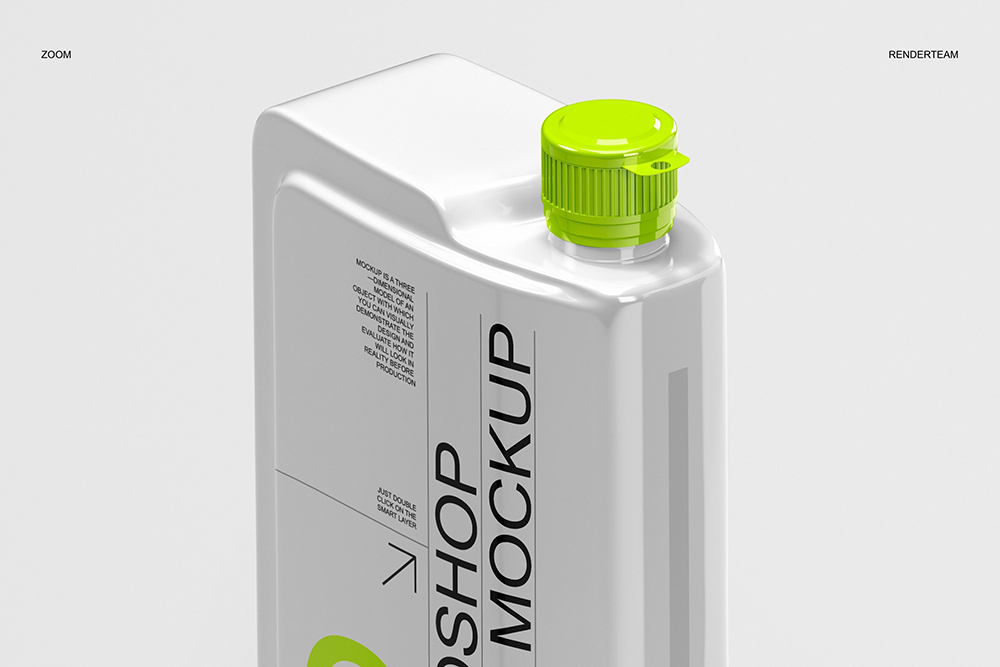 ZOOM
RENDERTEAM
MOCKUP IS A THREE
—DIMENSIONAL
MODEL OF AN
OBJECT WITH WHICH
YOU CAN VISUALLY
DEMONSTRATE THE
DESIGN AND
EVALUATE HOW IT
WILL LOOK IN
REALITY BEFORE
PRODUCTION
JUST DOUBLE
CLICK ON THE
SMART LAYER
OSHOP
MOCKUP